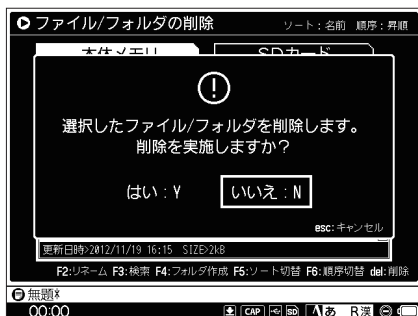 ファイル/フォルダの削除 ソート：名前 順序：昇順
本体メモリ SDカード
選択したファイル/フォルダを削除します。
削除を実施しますか？
はい：Y いいえ：N
esc:キャンセル
更新日時>2012/11/19 16:15 SIZE>2kB
F2:リネーム F3:検索 F4:フォルダ作成 F5:ソート切替 F6:順序切替 del:削除
無題*
00:00 CAP SD あ R漢